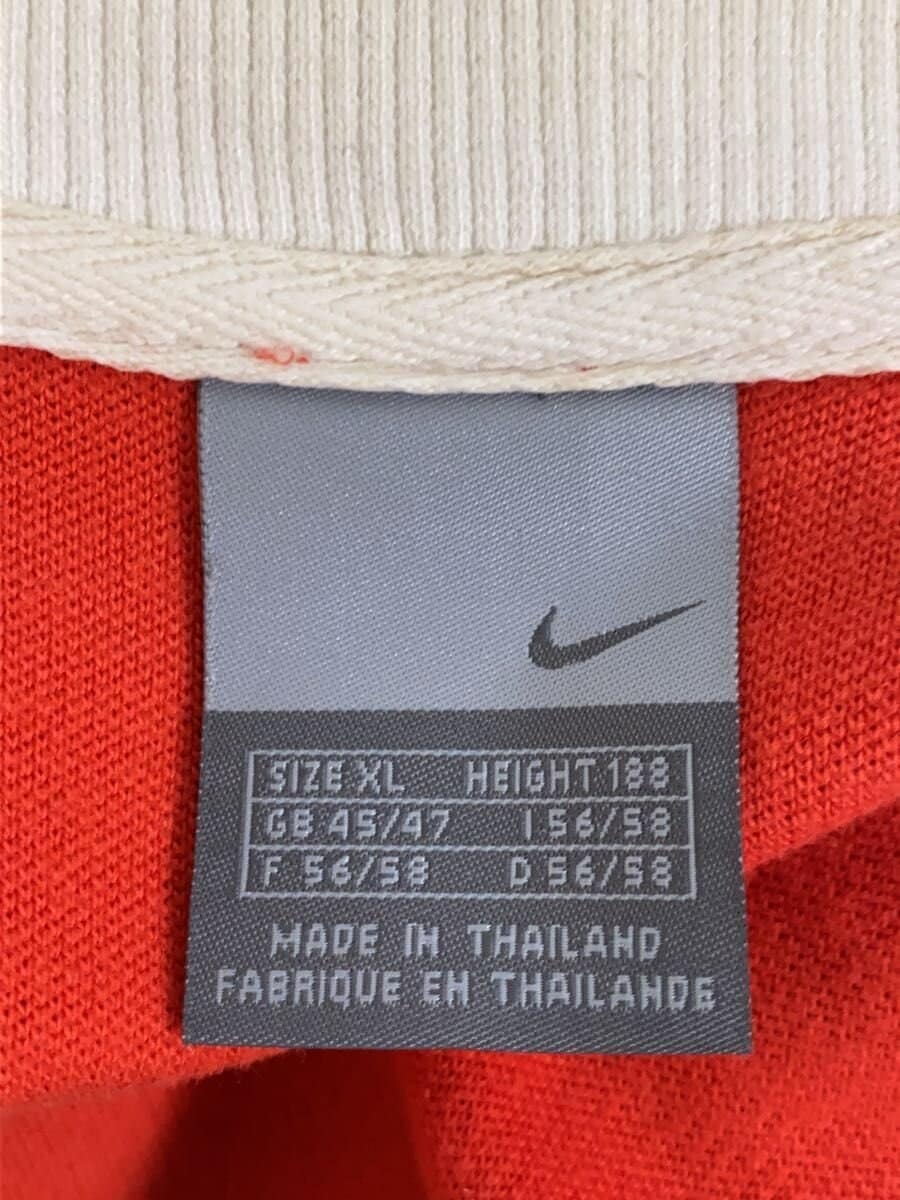 SIZE XL HEIGHT 188
GB 45/47 I 56/58
F 56/58 D 56/58
MADE IN THAILAND
FABRIQUE EN THAILANDE